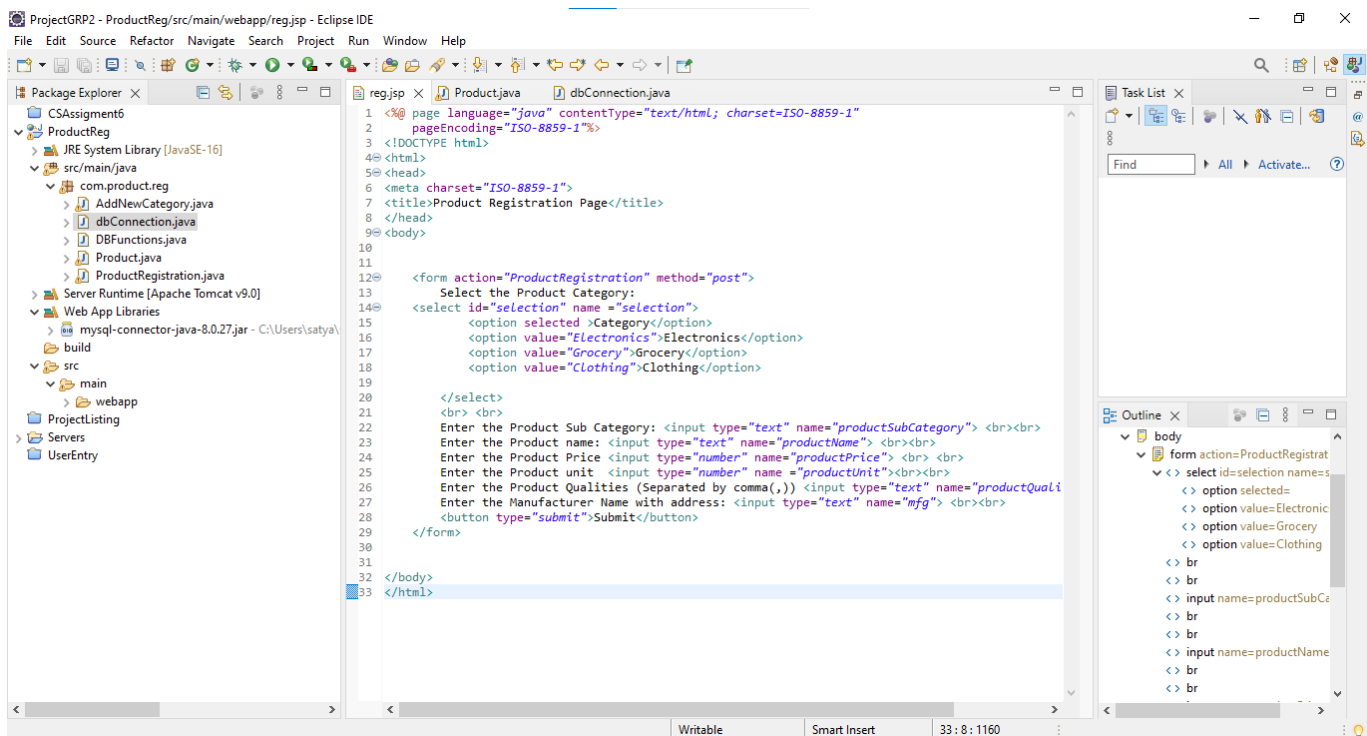 ProjectGRP2 - ProductReg/src/main/webapp/reg.jsp - Eclipse IDE
File Edit Source Refactor Navigate Search Project Run Window Help
Package Explorer
CSAssigment6
ProductReg
JRE System Library [JavaSE-16]
src/main/java
com.product.reg
AddNewCategory.java
dbConnection.java
DBFunctions.java
Product.java
ProductRegistration.java
Server Runtime [Apache Tomcat v9.0]
Web App Libraries
mysql-connector-java-8.0.27.jar - C:\Users\satya\
build
src
main
webapp
ProjectListing
Servers
UserEntry
reg.jsp Product.java dbConnection.java
1 <%@ page language="java" contentType="text/html; charset=ISO-8859-1"
2 pageEncoding="ISO-8859-1"%>
3 <!DOCTYPE html>
4 <html>
5 <head>
6 <meta charset="ISO-8859-1">
7 <title>Product Registration Page</title>
8 </head>
9 <body>
10
11
12 <form action="ProductRegistration" method="post">
13 Select the Product Category:
14 <select id="selection" name ="selection">
15 <option selected >Category</option>
16 <option value="Electronics">Electronics</option>
17 <option value="Grocery">Grocery</option>
18 <option value="Clothing">Clothing</option>
19
20 </select>
21 <br> <br>
22 Enter the Product Sub Category: <input type="text" name="productSubCategory"> <br><br>
23 Enter the Product name: <input type="text" name="productName"> <br><br>
24 Enter the Product Price <input type="number" name="productPrice"> <br> <br>
25 Enter the Product unit <input type="number" name ="productUnit"><br><br>
26 Enter the Product Qualities (Separated by comma(,)) <input type="text" name="productQuali
27 Enter the Manufacturer Name with address: <input type="text" name="mfg"> <br><br>
28 <button type="submit">Submit</button>
29 </form>
30
31
32 </body>
33 </html>
Task List
Find All Activate...
Outline
body
form action=ProductRegistrat
select id=selection name=s
option selected=
option value=Electronic
option value=Grocery
option value=Clothing
br
br
input name=productSubCa
br
br
input name=productName
br
br
Writable Smart Insert 33 : 8 : 1160